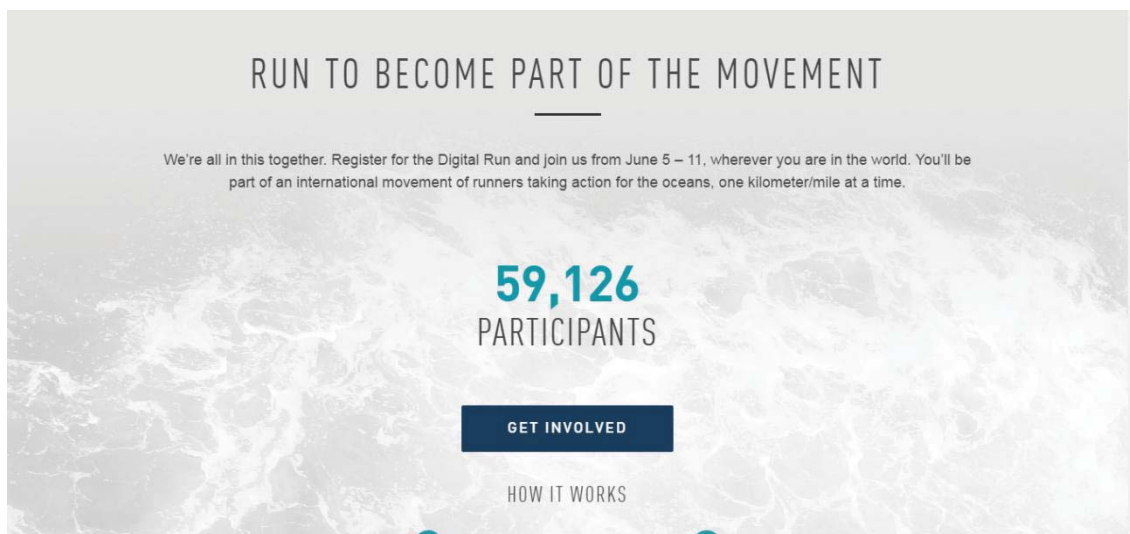 RUN TO BECOME PART OF THE MOVEMENT
We're all in this together. Register for the Digital Run and join us from June 5 – 11, wherever you are in the world. You'll be
part of an international movement of runners taking action for the oceans, one kilometer/mile at a time.
59,126
PARTICIPANTS
GET INVOLVED
HOW IT WORKS